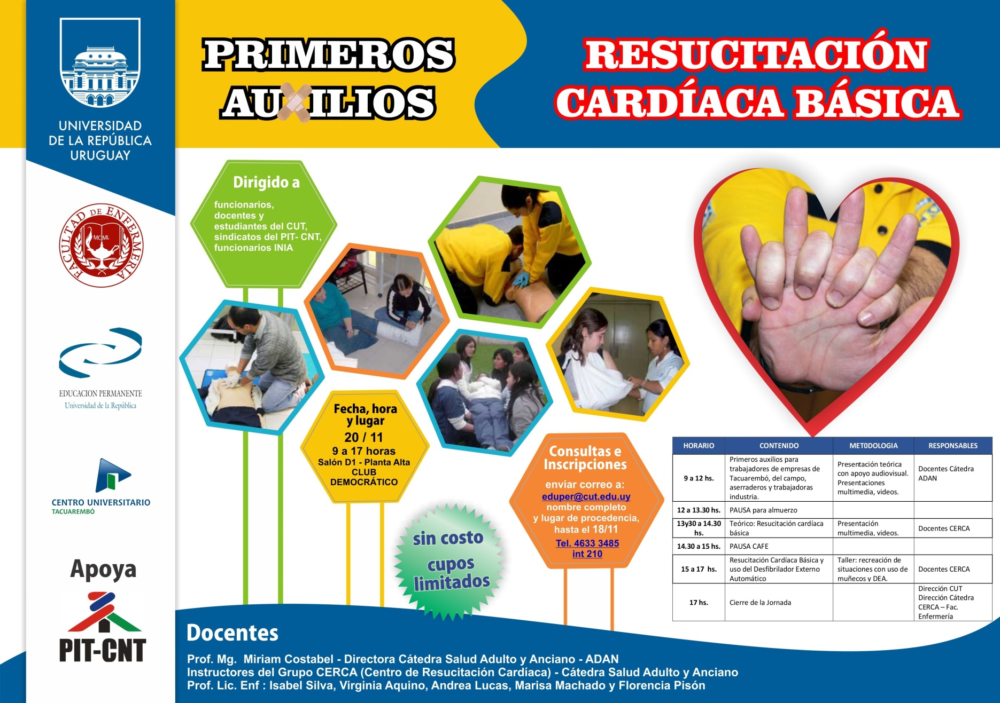 UNIVERSIDAD
DE LA REPÚBLICA
URUGUAY
FACULTAD DE ENFERMERÍA
MCML
EDUCACION PERMANENTE
Universidad de la República
CENTRO UNIVERSITARIO
TACUAREMBÓ
Apoya
PIT-CNT
PRIMEROS
AUXILIOS
RESUCITACIÓN
CARDÍACA BÁSICA
Dirigido a
funcionarios,
docentes y
estudiantes del CUT,
sindicatos del PIT- CNT,
funcionarios INIA
Fecha, hora
y lugar
20 / 11
9 a 17 horas
Salón D1 - Planta Alta
CLUB
DEMOCRÁTICO
sin costo
cupos
limitados
Consultas e
Inscripciones
enviar correo a:
eduper@cut.edu.uy
nombre completo
y lugar de procedencia,
hasta el 18/11
Tel. 4633 3485
int 210
HORARIO CONTENIDO MET0DOLOGIA RESPONSABLES
9 a 12 hs.
Primeros auxilios para
trabajadores de empresas de
Tacuarembó, del campo,
aserraderos y trabajadoras
industria.
Presentación teórica
con apoyo audiovisual.
Presentaciones
multimedia, videos.
Docentes Cátedra
ADAN
12 a 13.30 hs. PAUSA para almuerzo
13y30 a 14.30
hs.
Teórico: Resucitación cardíaca
básica
Presentación
multimedia, videos.
Docentes CERCA
14.30 a 15 hs. PAUSA CAFE
15 a 17 hs.
Resucitación Cardíaca Básica y
uso del Desfibrilador Externo
Automático
Taller: recreación de
situaciones con uso de
muñecos y DEA.
Docentes CERCA
17 hs.
Cierre de la Jornada
Dirección CUT
Dirección Cátedra
CERCA – Fac.
Enfermería
Docentes
Prof. Mg. Miriam Costabel - Directora Cátedra Salud Adulto y Anciano - ADAN
Instructores del Grupo CERCA (Centro de Resucitación Cardíaca) - Cátedra Salud Adulto y Anciano
Prof. Lic. Enf : Isabel Silva, Virginia Aquino, Andrea Lucas, Marisa Machado y Florencia Pisón